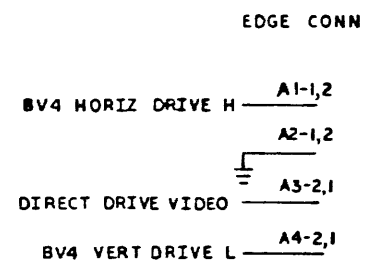 EDGE CONN
A1-1,2
BV4 HORIZ DRIVE H
A2-1,2
A3-2,1
DIRECT DRIVE VIDEO
A4-2,1
BV4 VERT DRIVE L